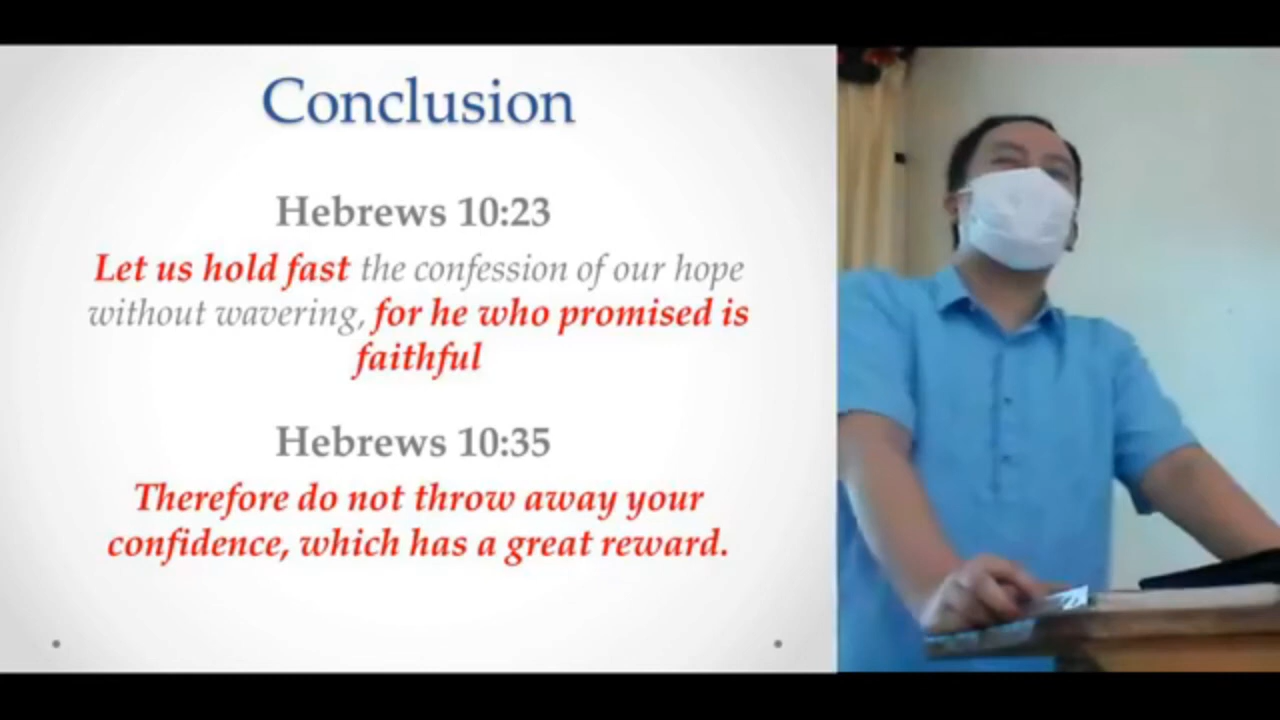 Conclusion
Hebrews 10:23
Let us hold fast the confession of our hope
without wavering, for he who promised is
faithful
Hebrews 10:35
Therefore do not throw away your
confidence, which has a great reward.